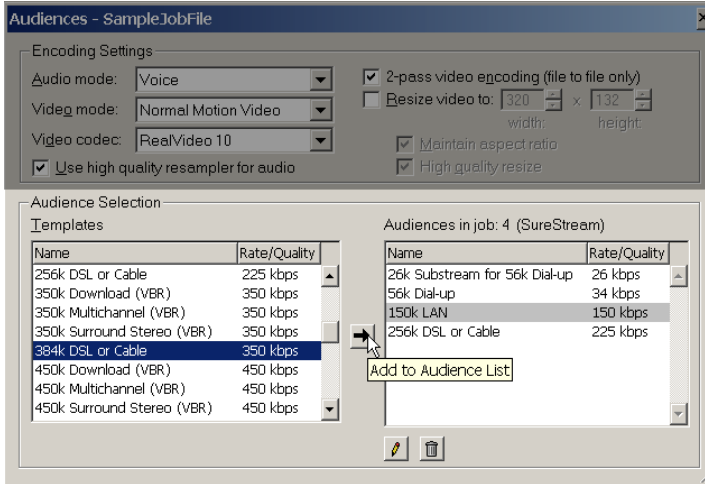 Audiences - SampleJobFile
Encoding Settings
Audio mode: Voice
Video mode: Normal Motion Video
Video codec: RealVideo 10
Use high quality resampler for audio
2-pass video encoding (file to file only)
Resize video to: 320 x 132
width: height:
Maintain aspect ratio
High quality resize
Audience Selection
Templates
Name Rate/Quality
256k DSL or Cable 225 kbps
350k Download (VBR) 350 kbps
350k Multichannel (VBR) 350 kbps
350k Surround Stereo (VBR) 350 kbps
384k DSL or Cable 350 kbps
450k Download (VBR) 450 kbps
450k Multichannel (VBR) 450 kbps
450k Surround Stereo (VBR) 450 kbps
Audiences in job: 4 (SureStream)
Name Rate/Quality
26k Substream for 56k Dial-up 26 kbps
56k Dial-up 34 kbps
150k LAN 150 kbps
256k DSL or Cable 225 kbps
Add to Audience List